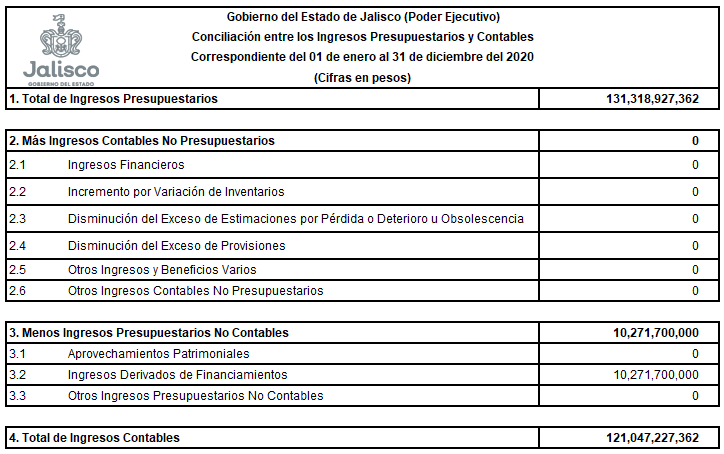 Gobierno del Estado de Jalisco (Poder Ejecutivo)
Conciliación entre los Ingresos Presupuestarios y Contables
Correspondiente del 01 de enero al 31 de diciembre del 2020
(Cifras en pesos)
Jalisco
GOBIERNO DEL ESTADO
1. Total de Ingresos Presupuestarios 131,318,927,362
2. Más Ingresos Contables No Presupuestarios 0
2.1 Ingresos Financieros 0
2.2 Incremento por Variación de Inventarios 0
2.3 Disminución del Exceso de Estimaciones por Pérdida o Deterioro u Obsolescencia 0
2.4 Disminución del Exceso de Provisiones 0
2.5 Otros Ingresos y Beneficios Varios 0
2.6 Otros Ingresos Contables No Presupuestarios 0
3. Menos Ingresos Presupuestarios No Contables 10,271,700,000
3.1 Aprovechamientos Patrimoniales 0
3.2 Ingresos Derivados de Financiamientos 10,271,700,000
3.3 Otros Ingresos Presupuestarios No Contables 0
4. Total de Ingresos Contables 121,047,227,362